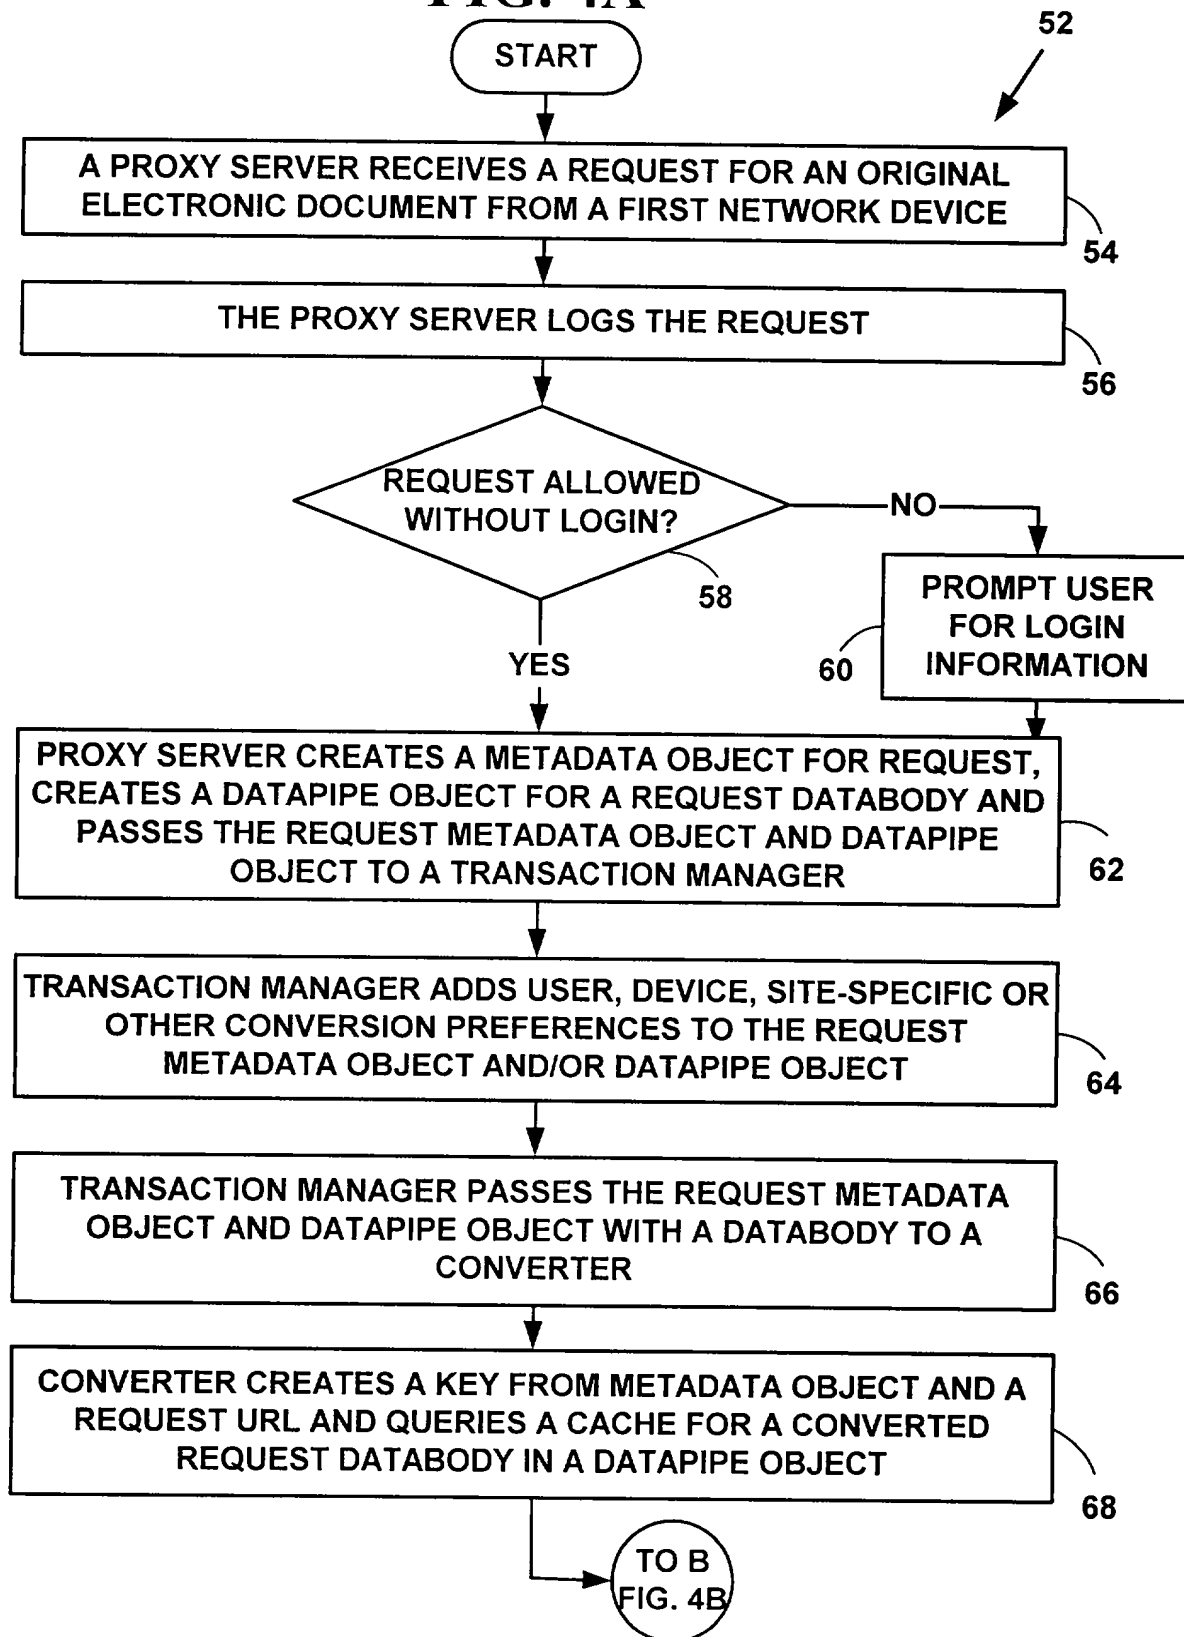 FIG. 4A
52
START
A PROXY SERVER RECEIVES A REQUEST FOR AN ORIGINAL
ELECTRONIC DOCUMENT FROM A FIRST NETWORK DEVICE
54
THE PROXY SERVER LOGS THE REQUEST
56
REQUEST ALLOWED
WITHOUT LOGIN?
NO
58
PROMPT USER
FOR LOGIN
INFORMATION
60
YES
PROXY SERVER CREATES A METADATA OBJECT FOR REQUEST,
CREATES A DATAPIPE OBJECT FOR A REQUEST DATABODY AND
PASSES THE REQUEST METADATA OBJECT AND DATAPIPE
OBJECT TO A TRANSACTION MANAGER
62
TRANSACTION MANAGER ADDS USER, DEVICE, SITE-SPECIFIC OR
OTHER CONVERSION PREFERENCES TO THE REQUEST
METADATA OBJECT AND/OR DATAPIPE OBJECT
64
TRANSACTION MANAGER PASSES THE REQUEST METADATA
OBJECT AND DATAPIPE OBJECT WITH A DATABODY TO A
CONVERTER
66
CONVERTER CREATES A KEY FROM METADATA OBJECT AND A
REQUEST URL AND QUERIES A CACHE FOR A CONVERTED
REQUEST DATABODY IN A DATAPIPE OBJECT
68
TO B
FIG. 4B